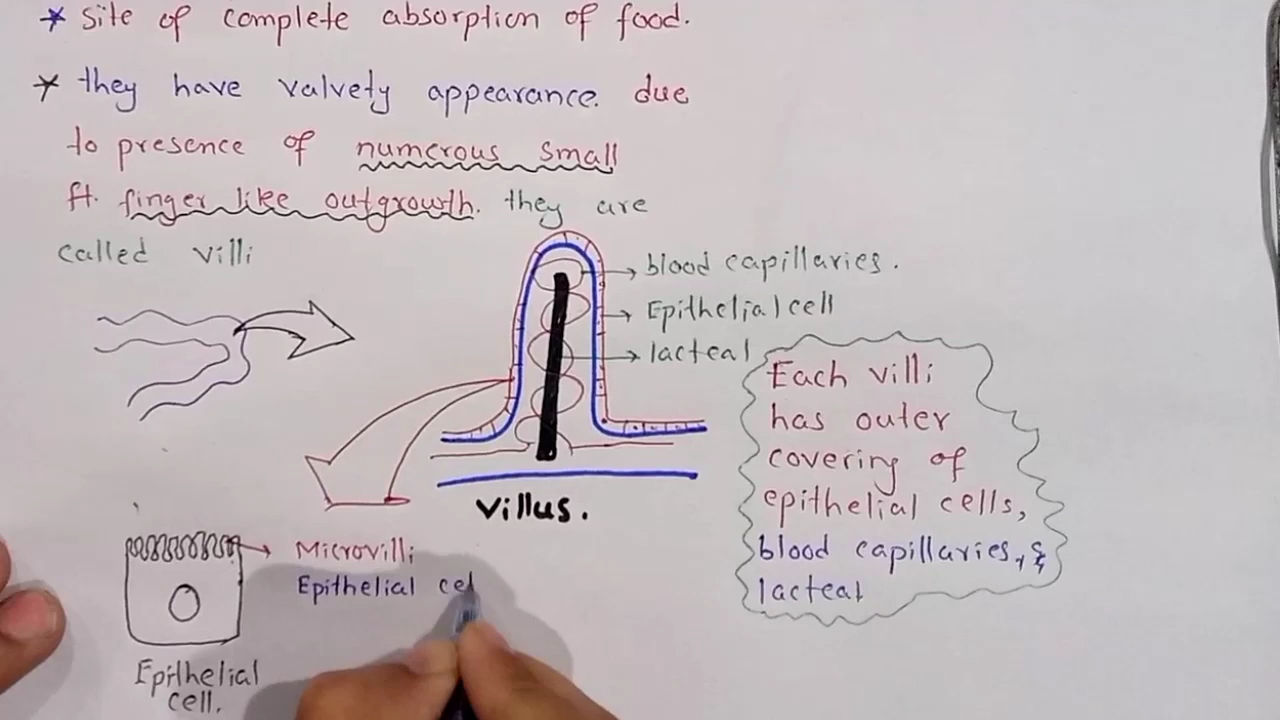 * site of complete absorption of food.
* they have valvety appearance. due
to presence of numerous small
ft. finger like outgrowth. they are
called villi
blood capillaries.
Epithelial cell
lacteal
Each villi
has outer
covering of
epithelial cells,
blood capillaries, &
lacteal
Villus.
Microvilli
Epithelial cel
Epithelial
cell.